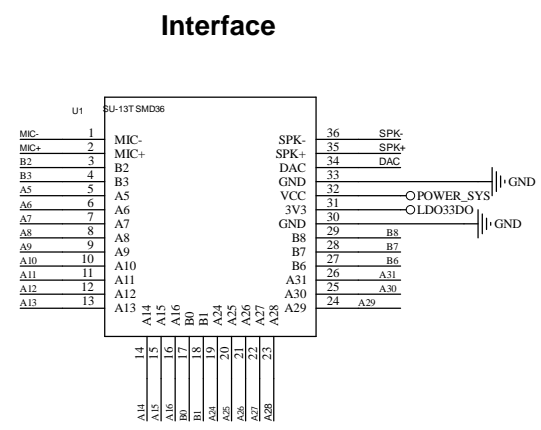 Interface
U1 SU-13T SMD36
MIC- 1 MIC- SPK- 36 SPK-
MIC+ 2 MIC+ SPK+ 35 SPK+
B2 3 B2 DAC 34 DAC
B3 4 B3 GND 33 GND
A5 5 A5 VCC 32 POWER_SYS
A6 6 A6 3V3 31 LDO33DO
A7 7 A7 GND 30 GND
A8 8 A8 B8 29 B8
A9 9 A9 B7 28 B7
A10 10 A10 B6 27 B6
A11 11 A11 A31 26 A31
A12 12 A12 A30 25 A30
A13 13 A13 A29 24 A29
A14 A15 A16 B0 B1 A24 A25 A26 A27 A28
14 15 16 17 18 19 20 21 22 23
A14 A15 A16 B0 B1 A24 A25 A26 A27 A28